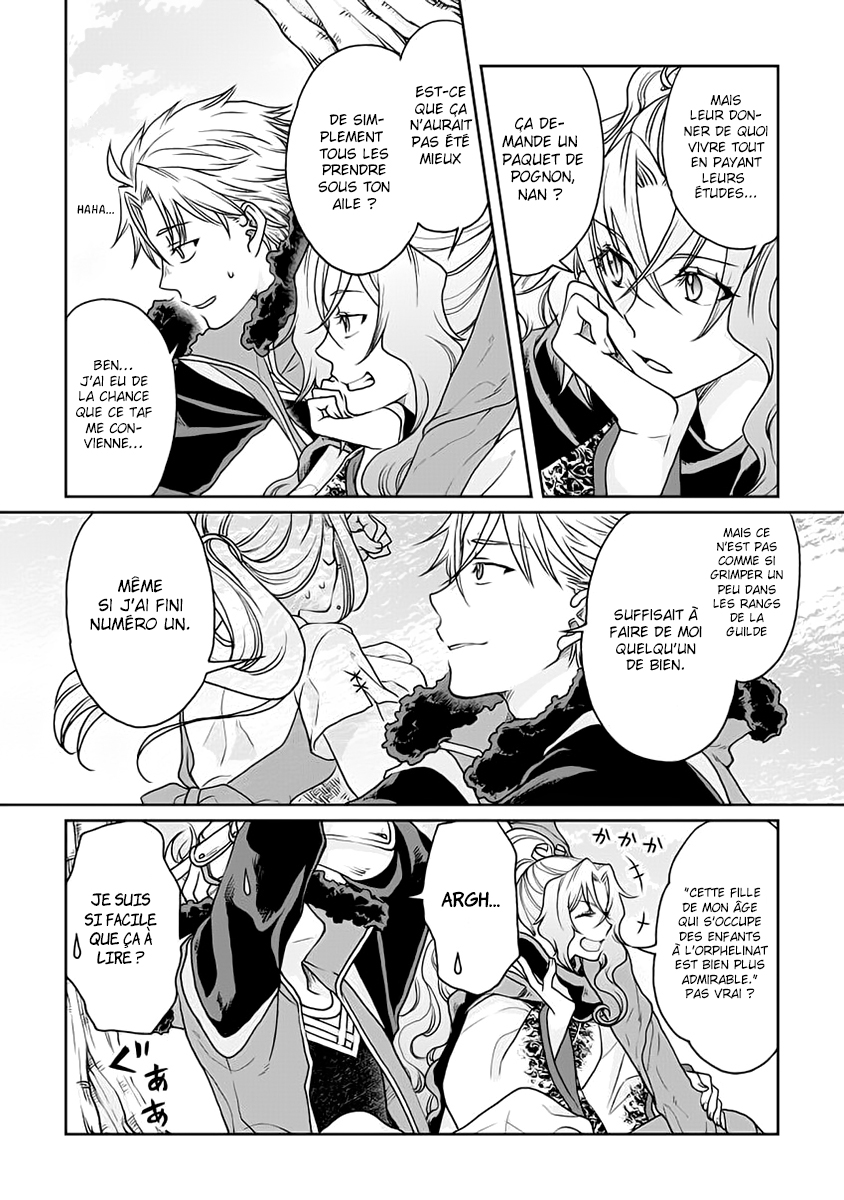 MAIS
LEUR DON-
NER DE QUOI
VIVRE TOUT
EN PAYANT
LEURS
ÉTUDES...
ÇA DE-
MANDE UN
PAQUET DE
POGNON,
NAN ?
EST-CE
QUE ÇA
N'AURAIT
PAS ÉTÉ
MIEUX
DE SIM-
PLEMENT
TOUS LES
PRENDRE
SOUS TON
AILE ?
HAHA...
BEN...
J'AI EU DE
LA CHANCE
QUE CE TAF
ME CON-
VIENNE...
MAIS CE
N'EST PAS
COMME SI
GRIMPER UN
PEU DANS
LES RANGS
DE LA
GUILDE
SUFFISAIT À
FAIRE DE MOI
QUELQU'UN
DE BIEN.
MÊME
SI J'AI FINI
NUMÉRO UN.
かかかか
"CETTE FILLE
DE MON ÂGE
QUI S'OCCUPE
DES ENFANTS
À L'ORPHELINAT
EST BIEN PLUS
ADMIRABLE."
PAS VRAI ?
ARGH...
JE SUIS
SI FACILE
QUE ÇA À
LIRE ?
ぐぁぁ